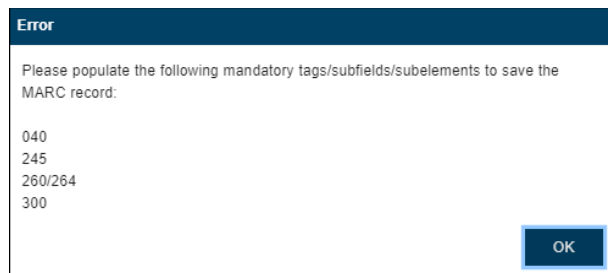 Error
Please populate the following mandatory tags/subfields/subelements to save the
MARC record:
040
245
260/264
300
OK